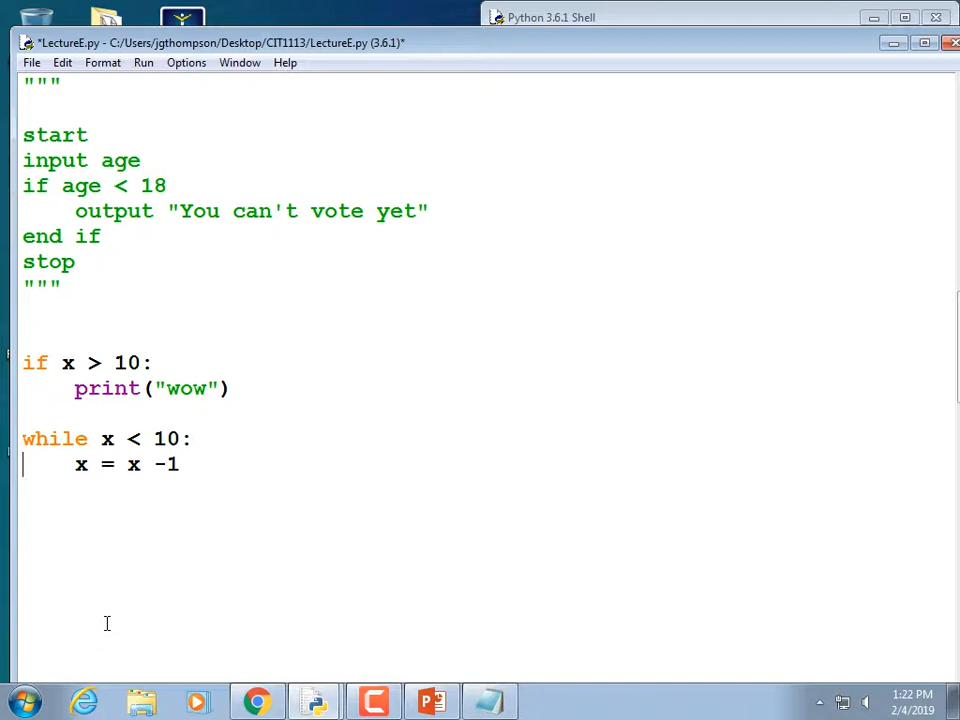 Python 3.6.1 Shell
*LectureE.py - C:/Users/jgthompson/Desktop/CIT1113/LectureE.py (3.6.1)*
File Edit Format Run Options Window Help
"""
start
input age
if age < 18
    output "You can't vote yet"
end if
stop
"""
if x > 10:
    print("wow")
while x < 10:
    x = x -1
1:22 PM
2/4/2019